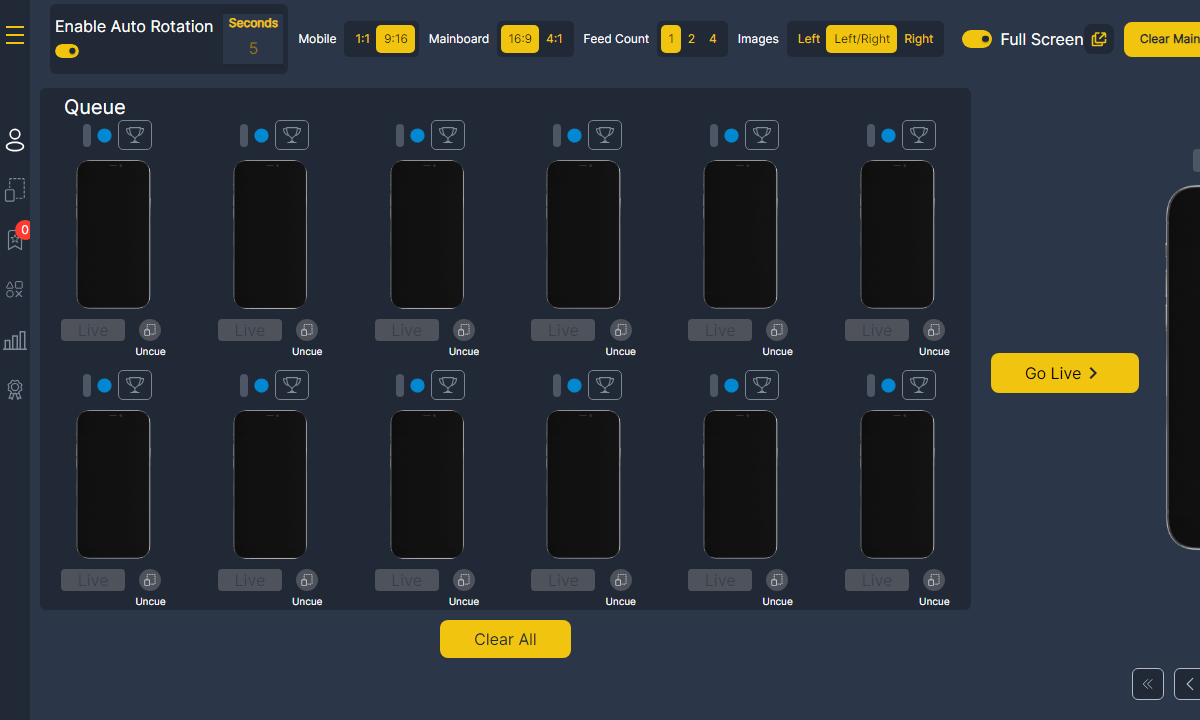 Enable Auto Rotation
Seconds
5
Mobile 1:1 9:16 Mainboard 16:9 4:1 Feed Count 1 2 4 Images Left Left/Right Right Full Screen Clear Main
Queue
0
Live Live Live Live Live Live
Uncue Uncue Uncue Uncue Uncue Uncue
Go Live
Live Live Live Live Live Live
Uncue Uncue Uncue Uncue Uncue Uncue
Clear All